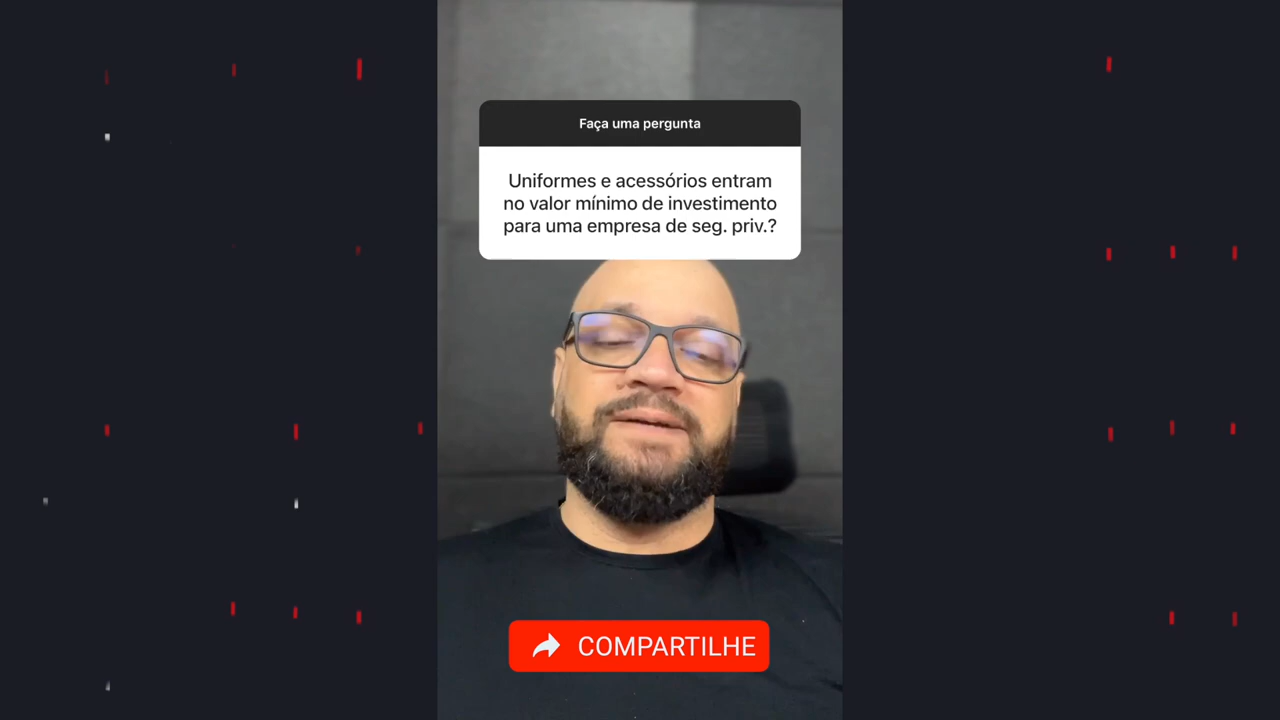 Faça uma pergunta
Uniformes e acessórios entram
no valor mínimo de investimento
para uma empresa de seg. priv.?
COMPARTILHE